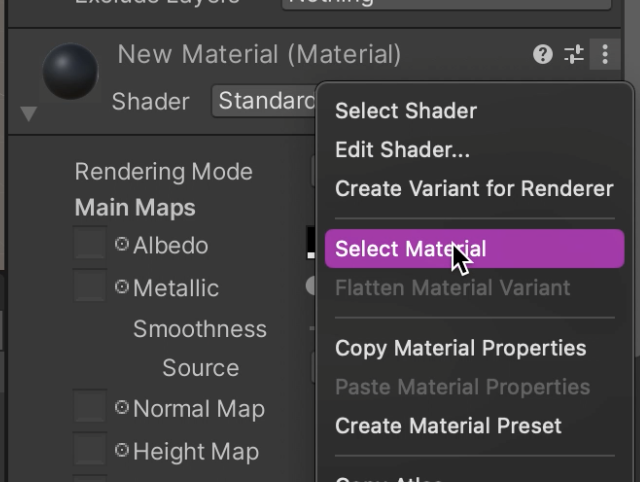 Exclude Layers Nothing
New Material (Material)
Shader Standard
Select Shader
Edit Shader...
Create Variant for Renderer
Select Material
Flatten Material Variant
Copy Material Properties
Paste Material Properties
Create Material Preset
Rendering Mode
Main Maps
Albedo
Metallic
Smoothness
Source
Normal Map
Height Map